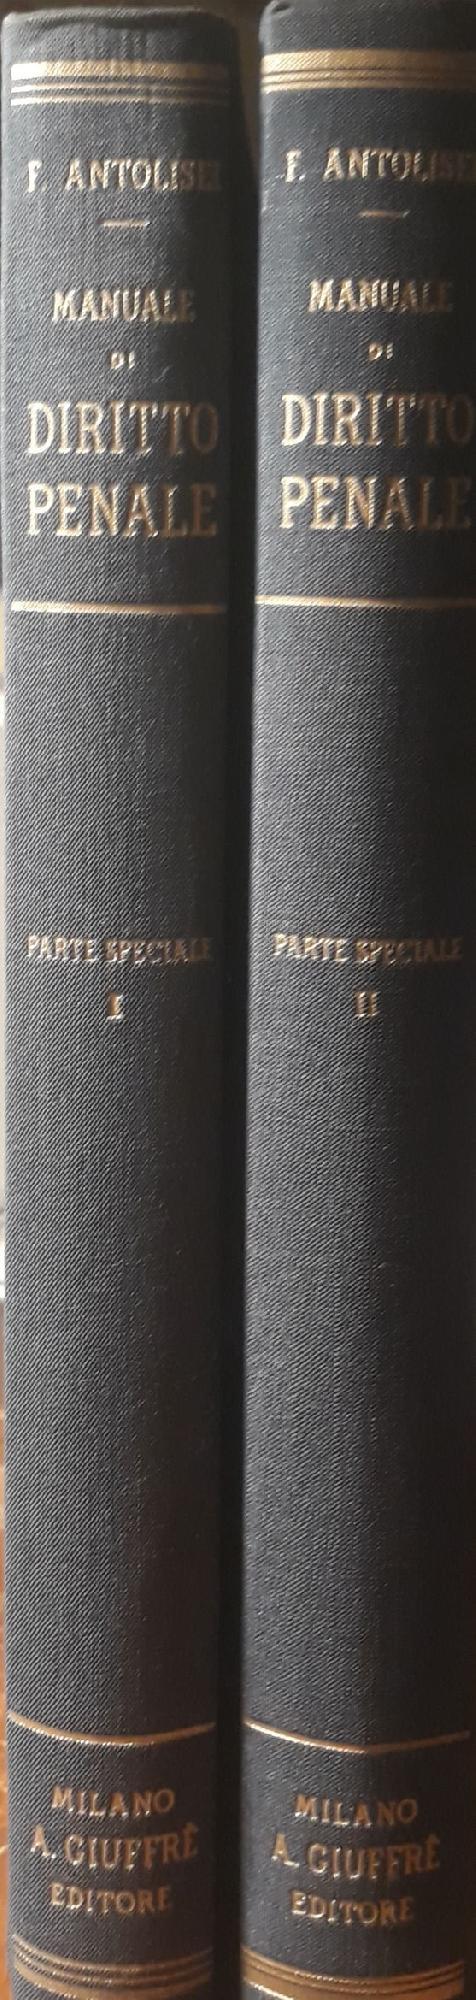 F. ANTOLISEI
MANUALE
DI
DIRITTO
PENALE
PARTE SPECIALE
I
MILANO
A. GIUFFRÈ
EDITORE
F. ANTOLISEI
MANUALE
DI
DIRITTO
PENALE
PARTE SPECIALE
II
MILANO
A. GIUFFRÈ
EDITORE